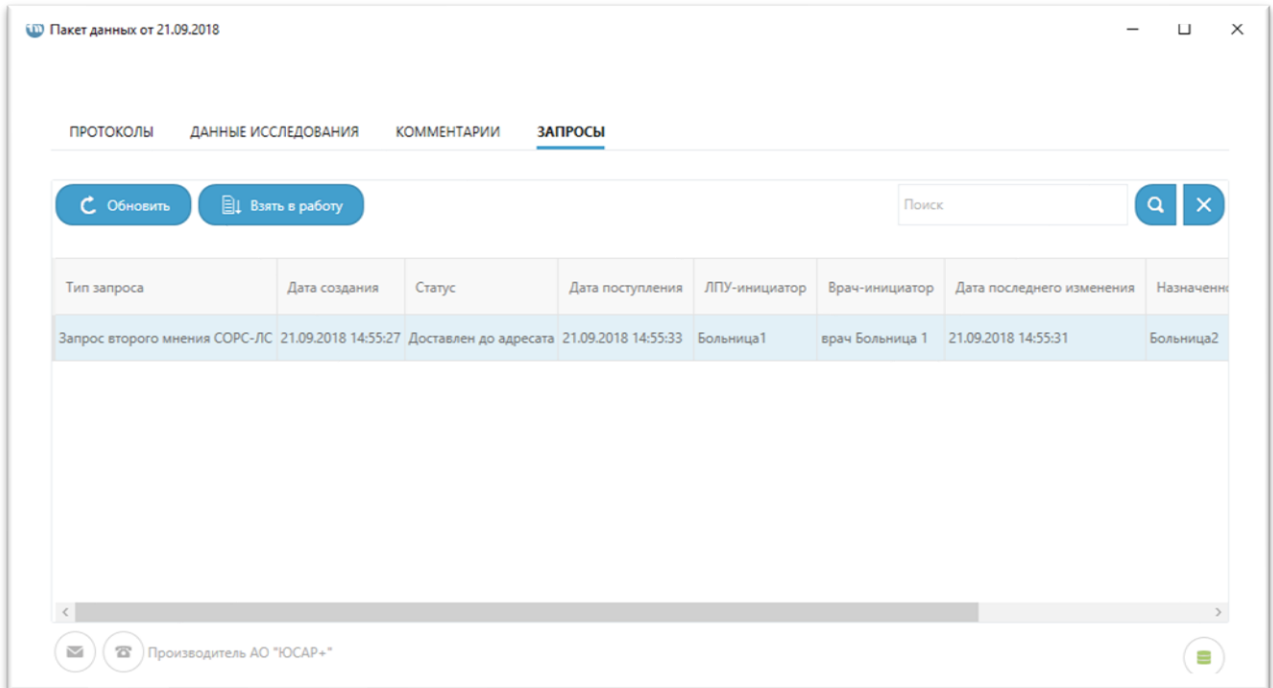 Пакет данных от 21.09.2018
ПРОТОКОЛЫ ДАННЫЕ ИССЛЕДОВАНИЯ КОММЕНТАРИИ ЗАПРОСЫ
Обновить Взять в работу Поиск
Тип запроса Дата создания Статус Дата поступления ЛПУ-инициатор Врач-инициатор Дата последнего изменения Назначенно
Запрос второго мнения СОРС-ЛС 21.09.2018 14:55:27 Доставлен до адресата 21.09.2018 14:55:33 Больница1 врач Больница 1 21.09.2018 14:55:31 Больница2
Производитель АО "ЮСАР+"